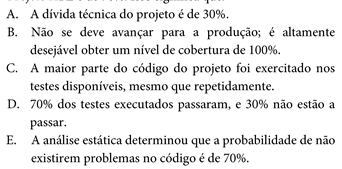 A. A dívida técnica do projeto é de 30%.
B. Não se deve avançar para a produção; é altamente
desejável obter um nível de cobertura de 100%.
C. A maior parte do código do projeto foi exercitado nos
testes disponíveis, mesmo que repetidamente.
D. 70% dos testes executados passaram, e 30% não estão a
passar.
E. A análise estática determinou que a probabilidade de não
existirem problemas no código é de 70%.